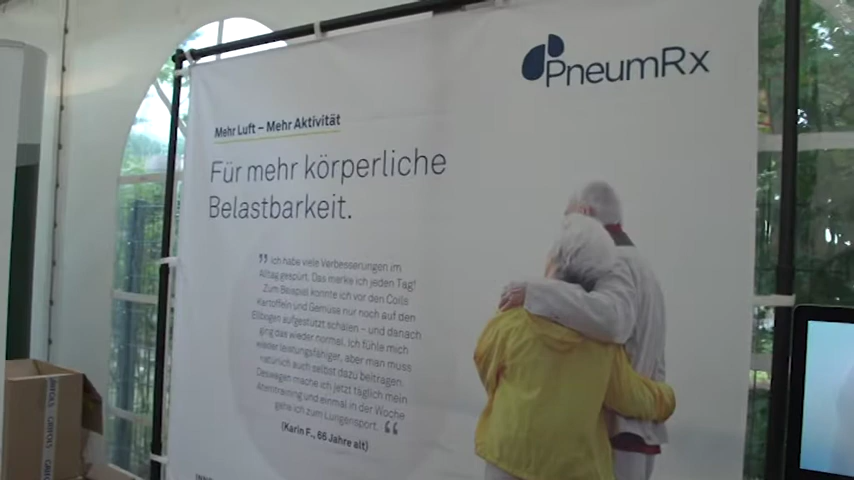 PneumRx
Mehr Luft – Mehr Aktivität
Für mehr körperliche
Belastbarkeit.
❞ Ich habe viele Verbesserungen im
Alltag gespürt. Das merke ich jeden Tag!
Zum Beispiel konnte ich vor den Coils
Kartoffeln und Gemüse nur noch auf den
Ellbogen aufgestützt schälen – und danach
ging das wieder normal. Ich fühle mich
wieder leistungsfähiger, aber man muss
natürlich auch selbst dazu beitragen.
Deswegen mache ich jetzt täglich mein
Atemtraining und einmal in der Woche
gehe ich zum Lungensport. ❝
(Karin F., 66 Jahre alt)
GRIFOLS
GRIFOLS